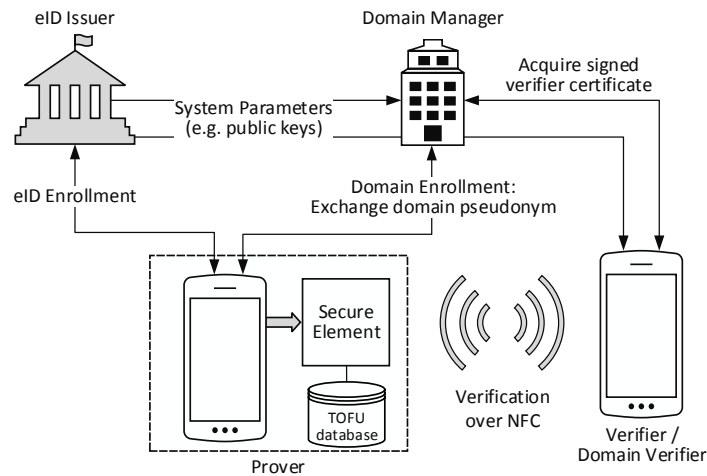 eID Issuer
Domain Manager
Acquire signed
verifier certificate
System Parameters
(e.g. public keys)
eID Enrollment
Domain Enrollment:
Exchange domain pseudonym
Secure
Element
TOFU
database
Prover
Verification
over NFC
Verifier /
Domain Verifier